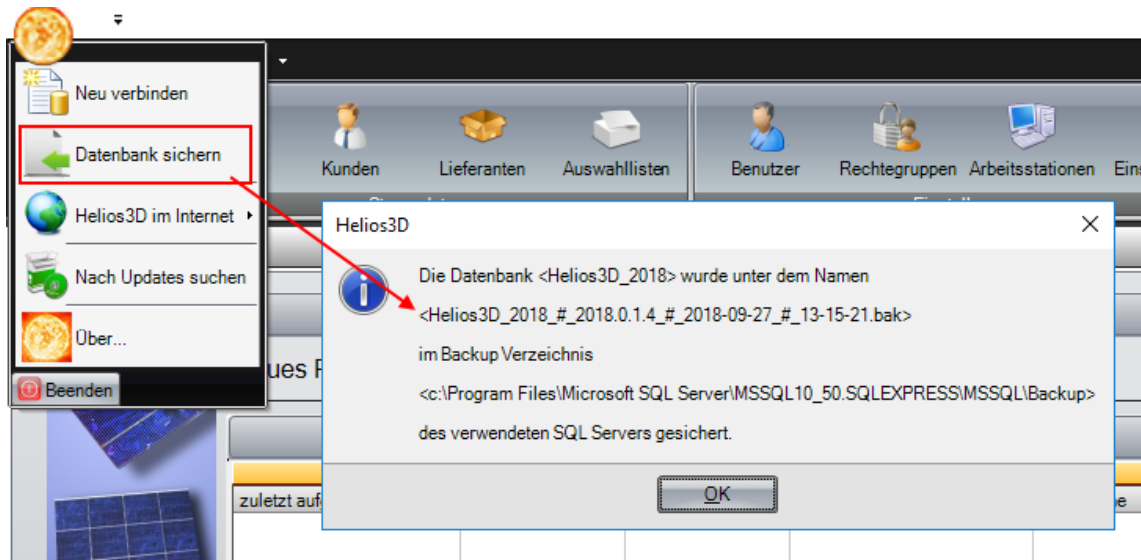 Neu verbinden
Datenbank sichern
Helios3D im Internet
Nach Updates suchen
Über...
Beenden
Kunden
Lieferanten
Auswahllisten
Benutzer
Rechtegruppen
Arbeitsstationen
Helios3D
Die Datenbank <Helios3D_2018> wurde unter dem Namen
<Helios3D_2018_#_2018.0.1.4_#_2018-09-27_#_13-15-21.bak>
im Backup Verzeichnis
<c:\Program Files\Microsoft SQL Server\MSSQL10_50.SQLEXPRESS\MSSQL\Backup>
des verwendeten SQL Servers gesichert.
OK
zuletzt auf